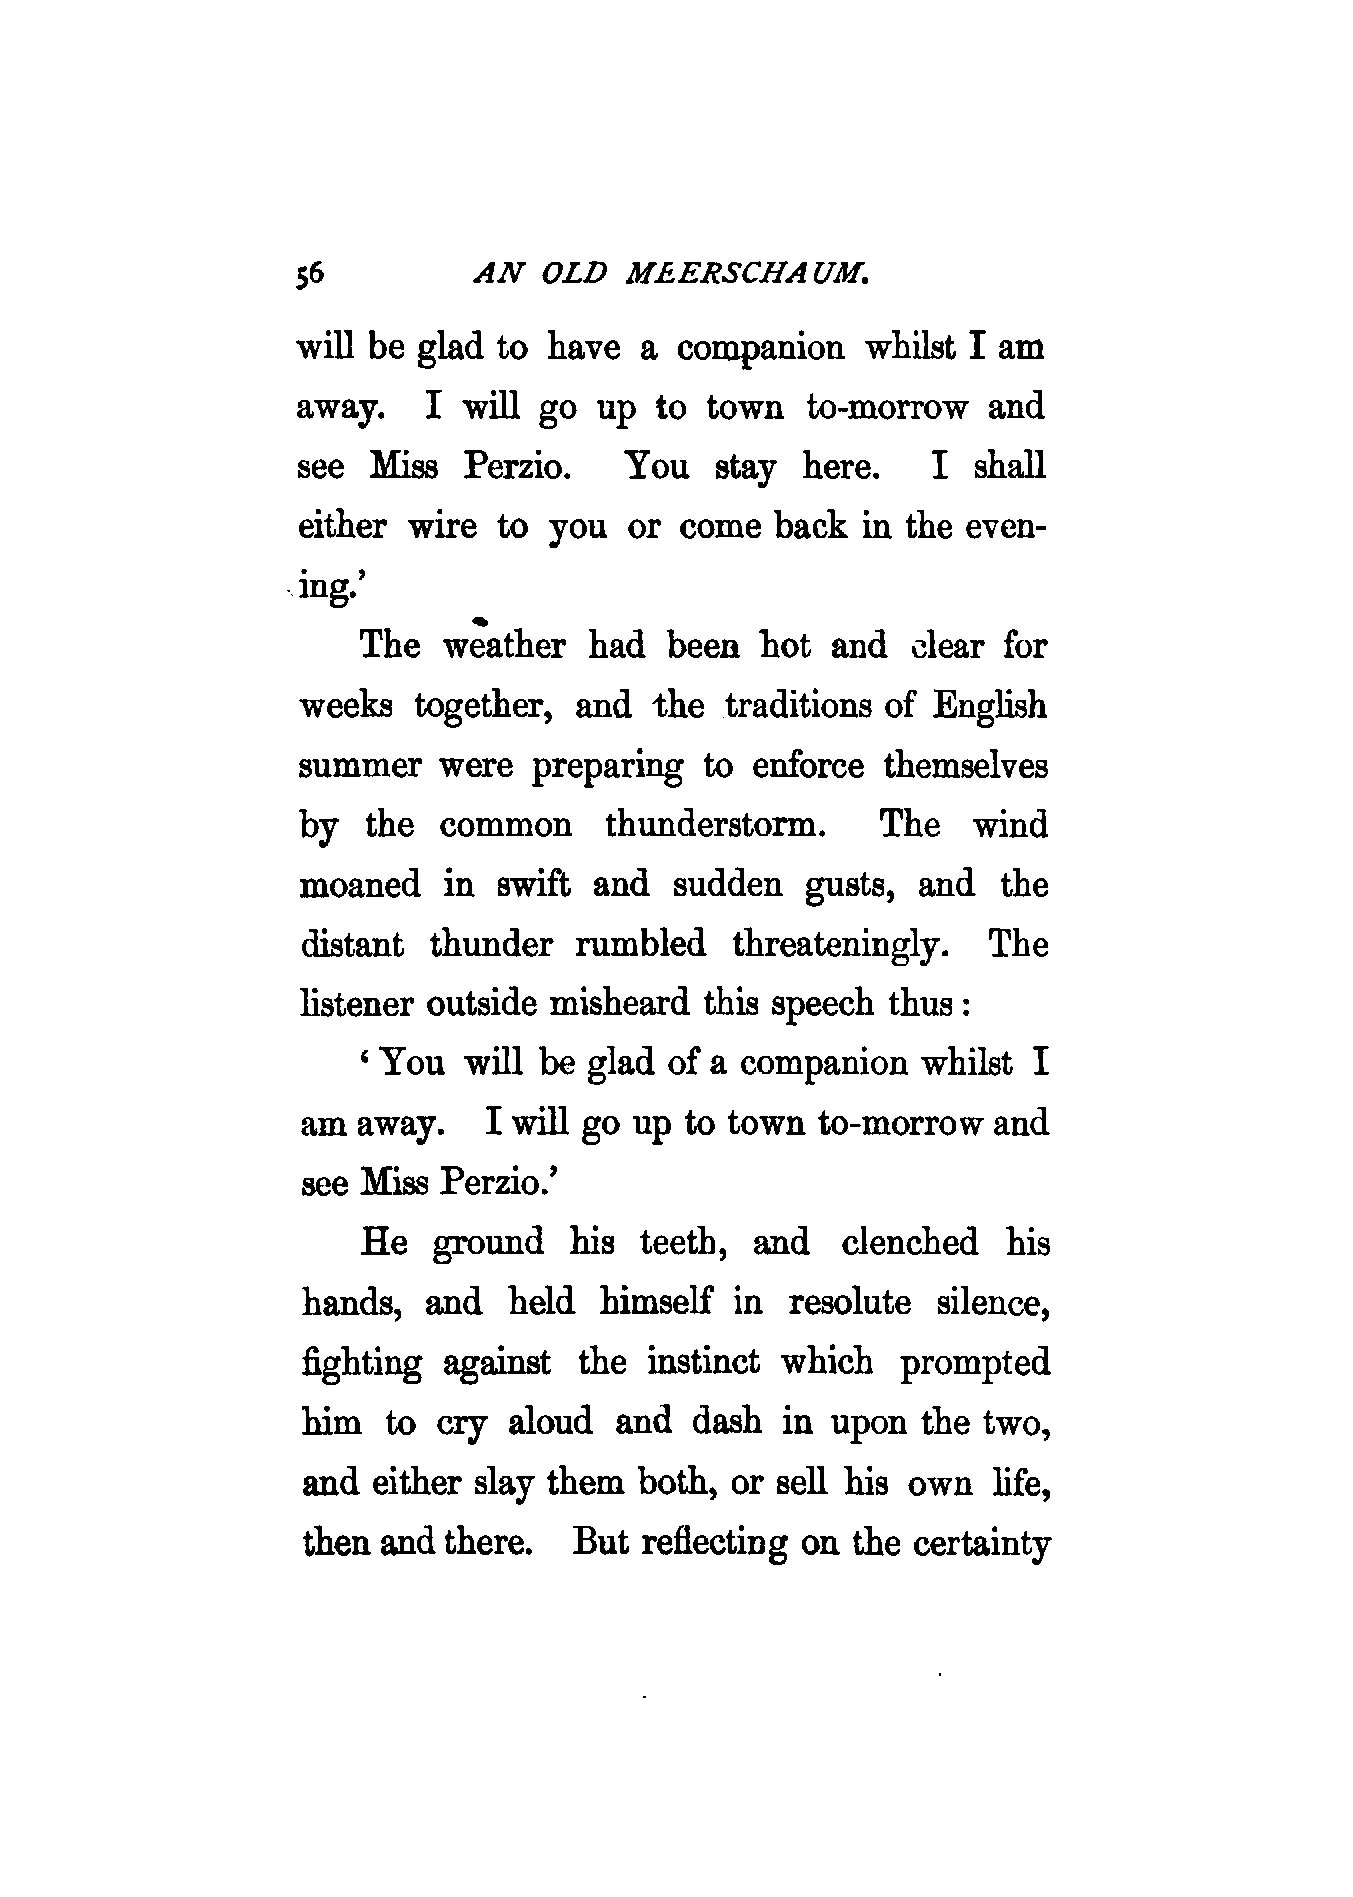 56 AN OLD MEERSCHAUM.
will be glad to have a companion whilst I am
away. I will go up to town to-morrow and
see Miss Perzio. You stay here. I shall
either wire to you or come back in the even-
ing.’
The weather had been hot and clear for
weeks together, and the traditions of English
summer were preparing to enforce themselves
by the common thunderstorm. The wind
moaned in swift and sudden gusts, and the
distant thunder rumbled threateningly. The
listener outside misheard this speech thus :
‘ You will be glad of a companion whilst I
am away. I will go up to town to-morrow and
see Miss Perzio.’
He ground his teeth, and clenched his
hands, and held himself in resolute silence,
fighting against the instinct which prompted
him to cry aloud and dash in upon the two,
and either slay them both, or sell his own life,
then and there. But reflecting on the certainty